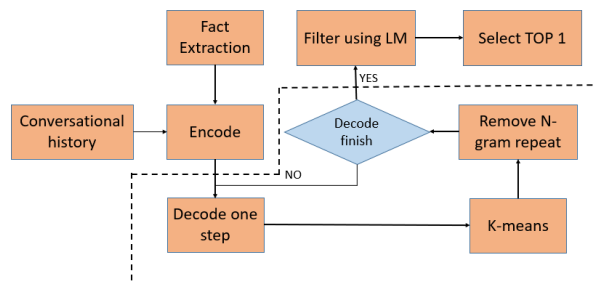 Fact
Extraction
Filter using LM
Select TOP 1
YES
Conversational
history
Encode
Decode
finish
Remove N-
gram repeat
NO
Decode one
step
K-means